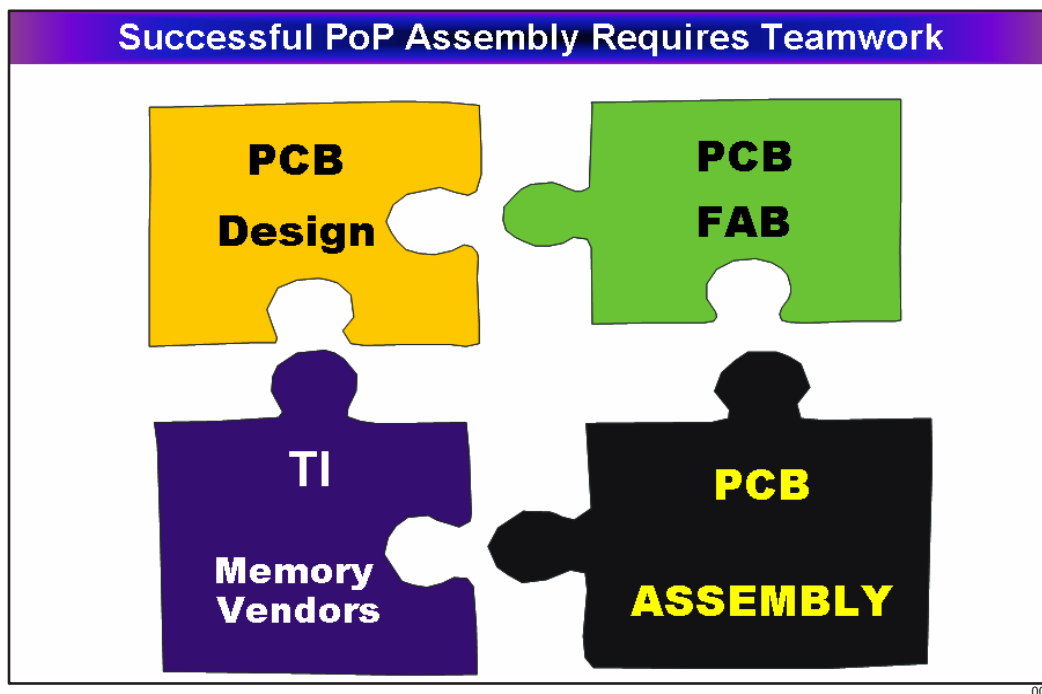 Successful PoP Assembly Requires Teamwork
PCB
Design
PCB
FAB
TI
Memory
Vendors
PCB
ASSEMBLY